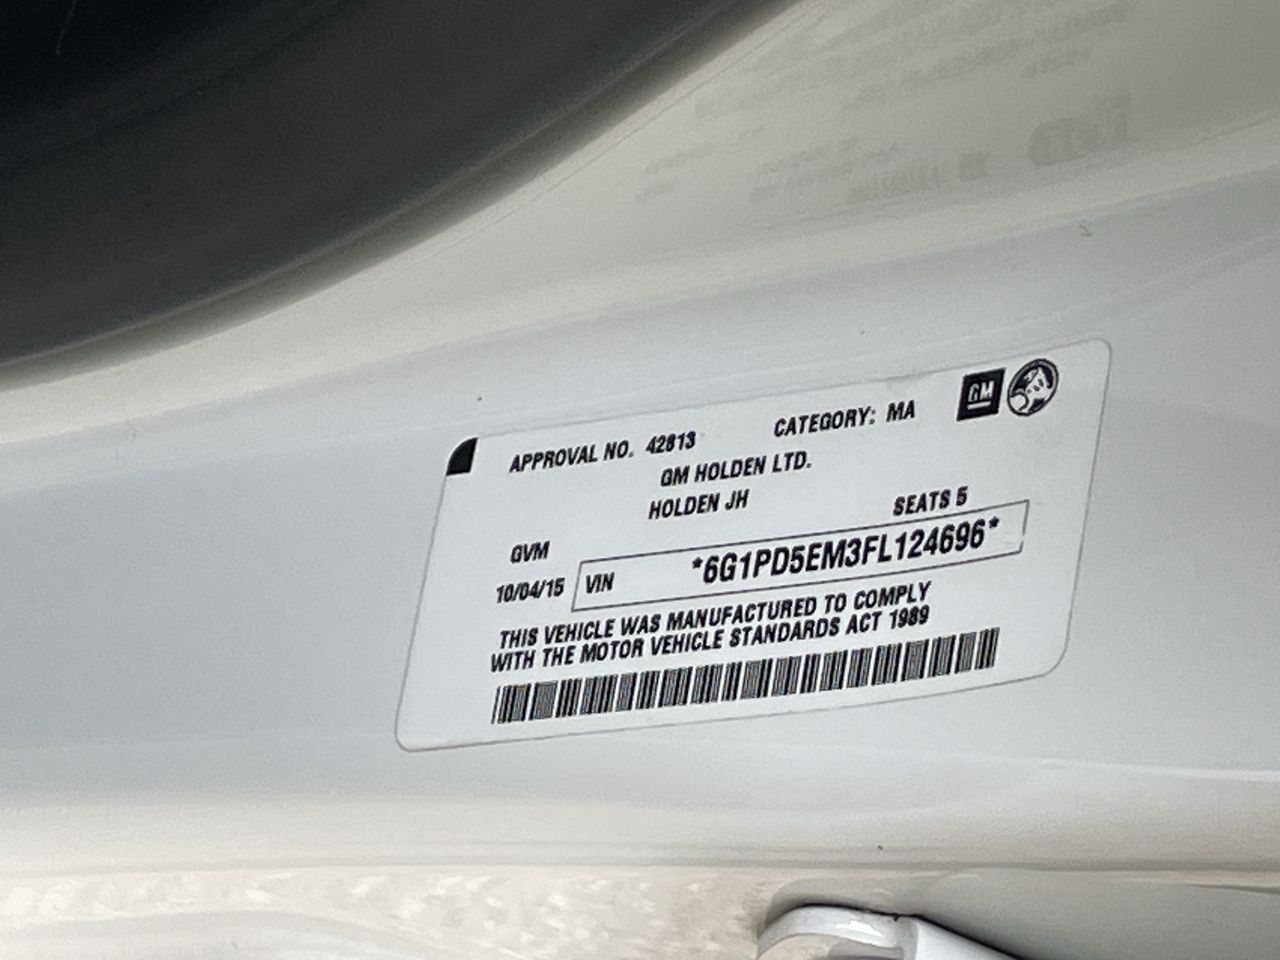 APPROVAL NO. 42813 CATEGORY: MA GM
GM HOLDEN LTD.
HOLDEN JH SEATS 5
GVM
10/04/15 VIN *6G1PD5EM3FL124696*
THIS VEHICLE WAS MANUFACTURED TO COMPLY
WITH THE MOTOR VEHICLE STANDARDS ACT 1989